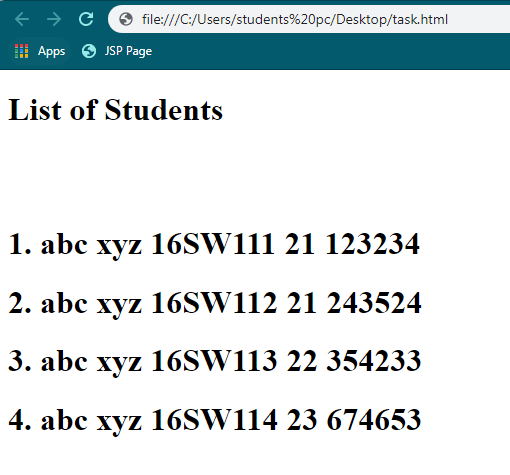 file:///C:/Users/students%20pc/Desktop/task.html
Apps JSP Page
List of Students
1. abc xyz 16SW111 21 123234
2. abc xyz 16SW112 21 243524
3. abc xyz 16SW113 22 354233
4. abc xyz 16SW114 23 674653